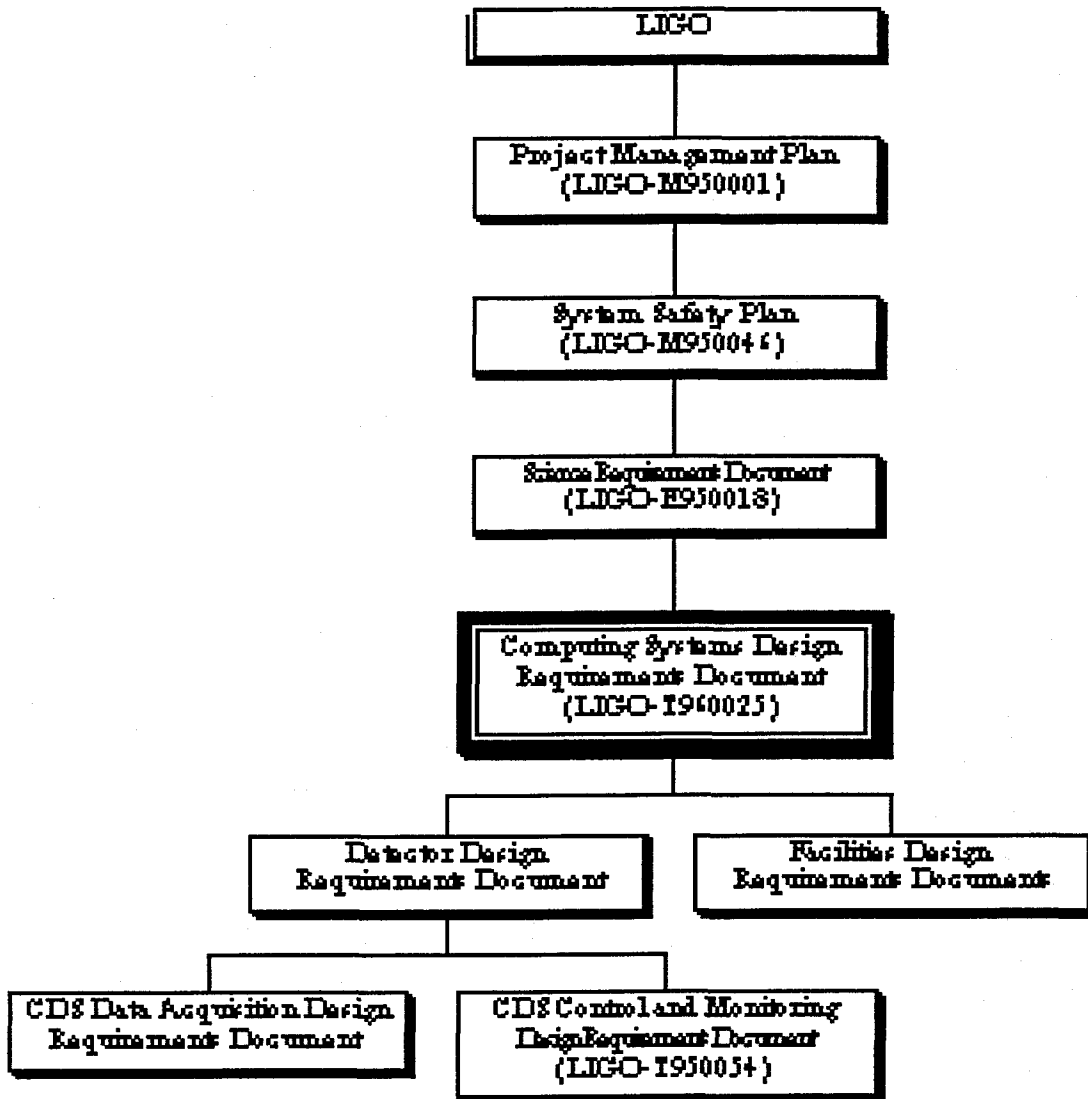 LIGO
Project Management Plan
(LIGO-M950001)
System Safety Plan
(LIGO-M950046)
Science Requirement Document
(LIGO-E950018)
Computing Systems Design
Requirements Document
(LIGO-T960025)
Detector Design
Requirements Document
Facilities Design
Requirements Documents
CDS Data Acquisition Design
Requirements Document
CDS Control and Monitoring
Design Requirement Document
(LIGO-T950054)